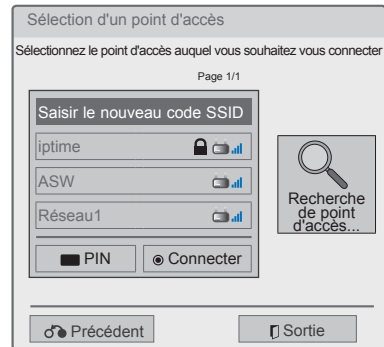 Sélection d'un point d'accès
Sélectionnez le point d'accès auquel vous souhaitez vous connecter
Page 1/1
Saisir le nouveau code SSID
iptime
ASW
Réseau1
PIN
Connecter
Recherche
de point
d'accès...
Précédent
Sortie